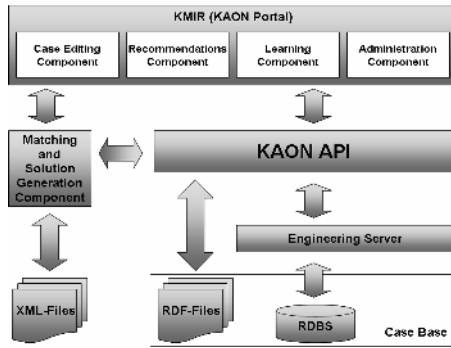 KMIR (KAON Portal)
Case Editing
Component
Recommendations
Component
Learning
Component
Administration
Component
Matching
and
Solution
Generation
Component
KAON API
Engineering Server
XML-Files
RDF-Files
RDBS
Case Base